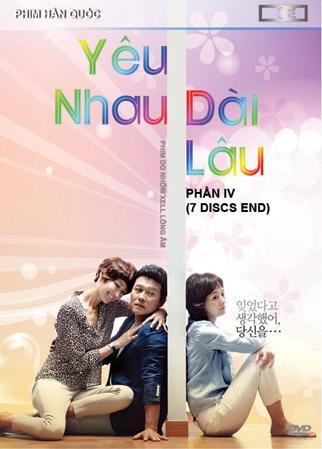 PHIM HÀN QUỐC
Yêu
Nhau Dài
Lâu
PHẦN IV
(7 DISCS END)
PHIM DO NHÓM XELL LỒNG ÂM
잊었다고
생각했어,
당신을...
DVD